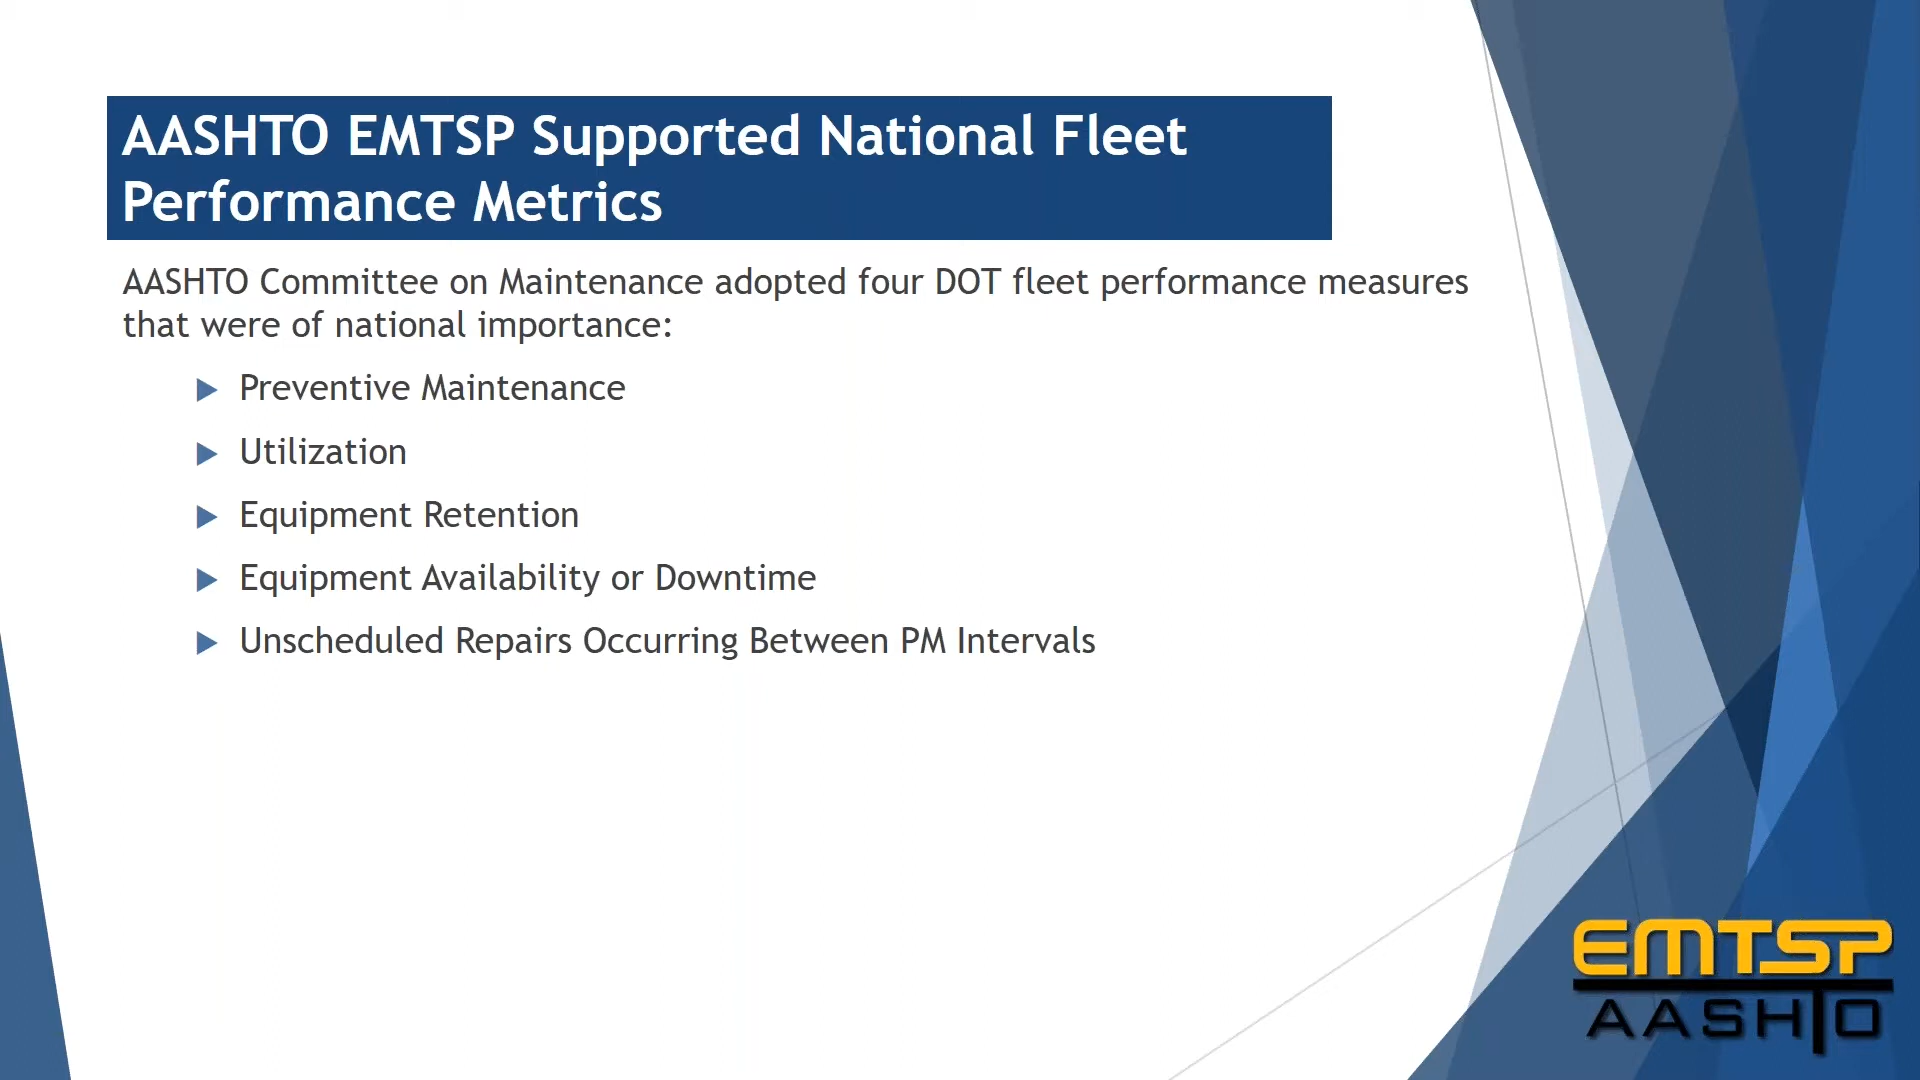 AASHTO EMTSP Supported National Fleet
Performance Metrics
AASHTO Committee on Maintenance adopted four DOT fleet performance measures
that were of national importance:
Preventive Maintenance
Utilization
Equipment Retention
Equipment Availability or Downtime
Unscheduled Repairs Occurring Between PM Intervals
EMTSP
AASHTO